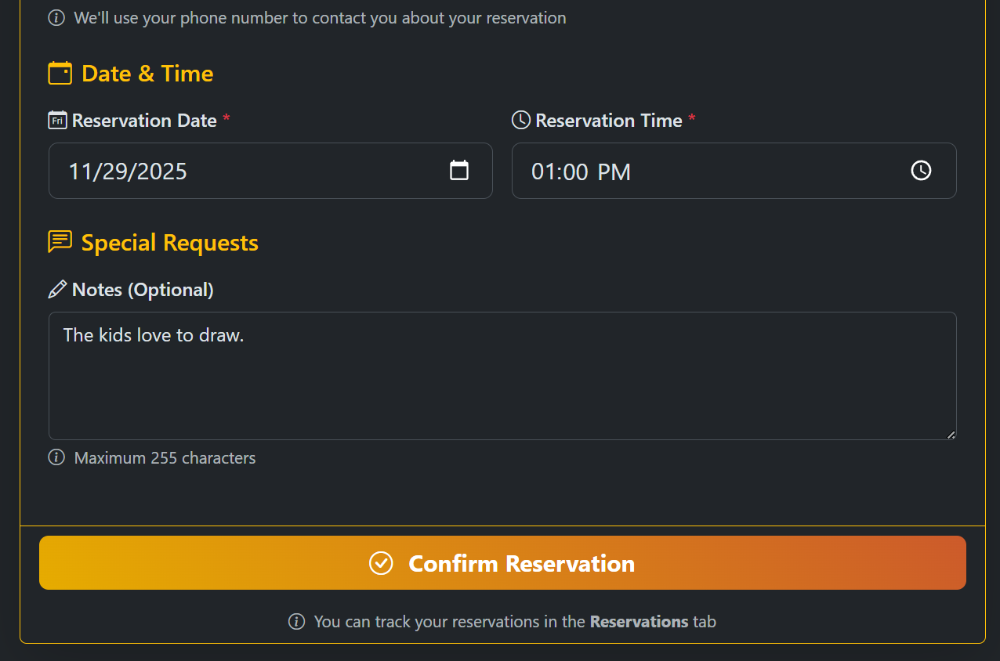 We'll use your phone number to contact you about your reservation
Date & Time
Fri Reservation Date *
Reservation Time *
11/29/2025
01:00 PM
Special Requests
Notes (Optional)
The kids love to draw.
Maximum 255 characters
Confirm Reservation
You can track your reservations in the Reservations tab